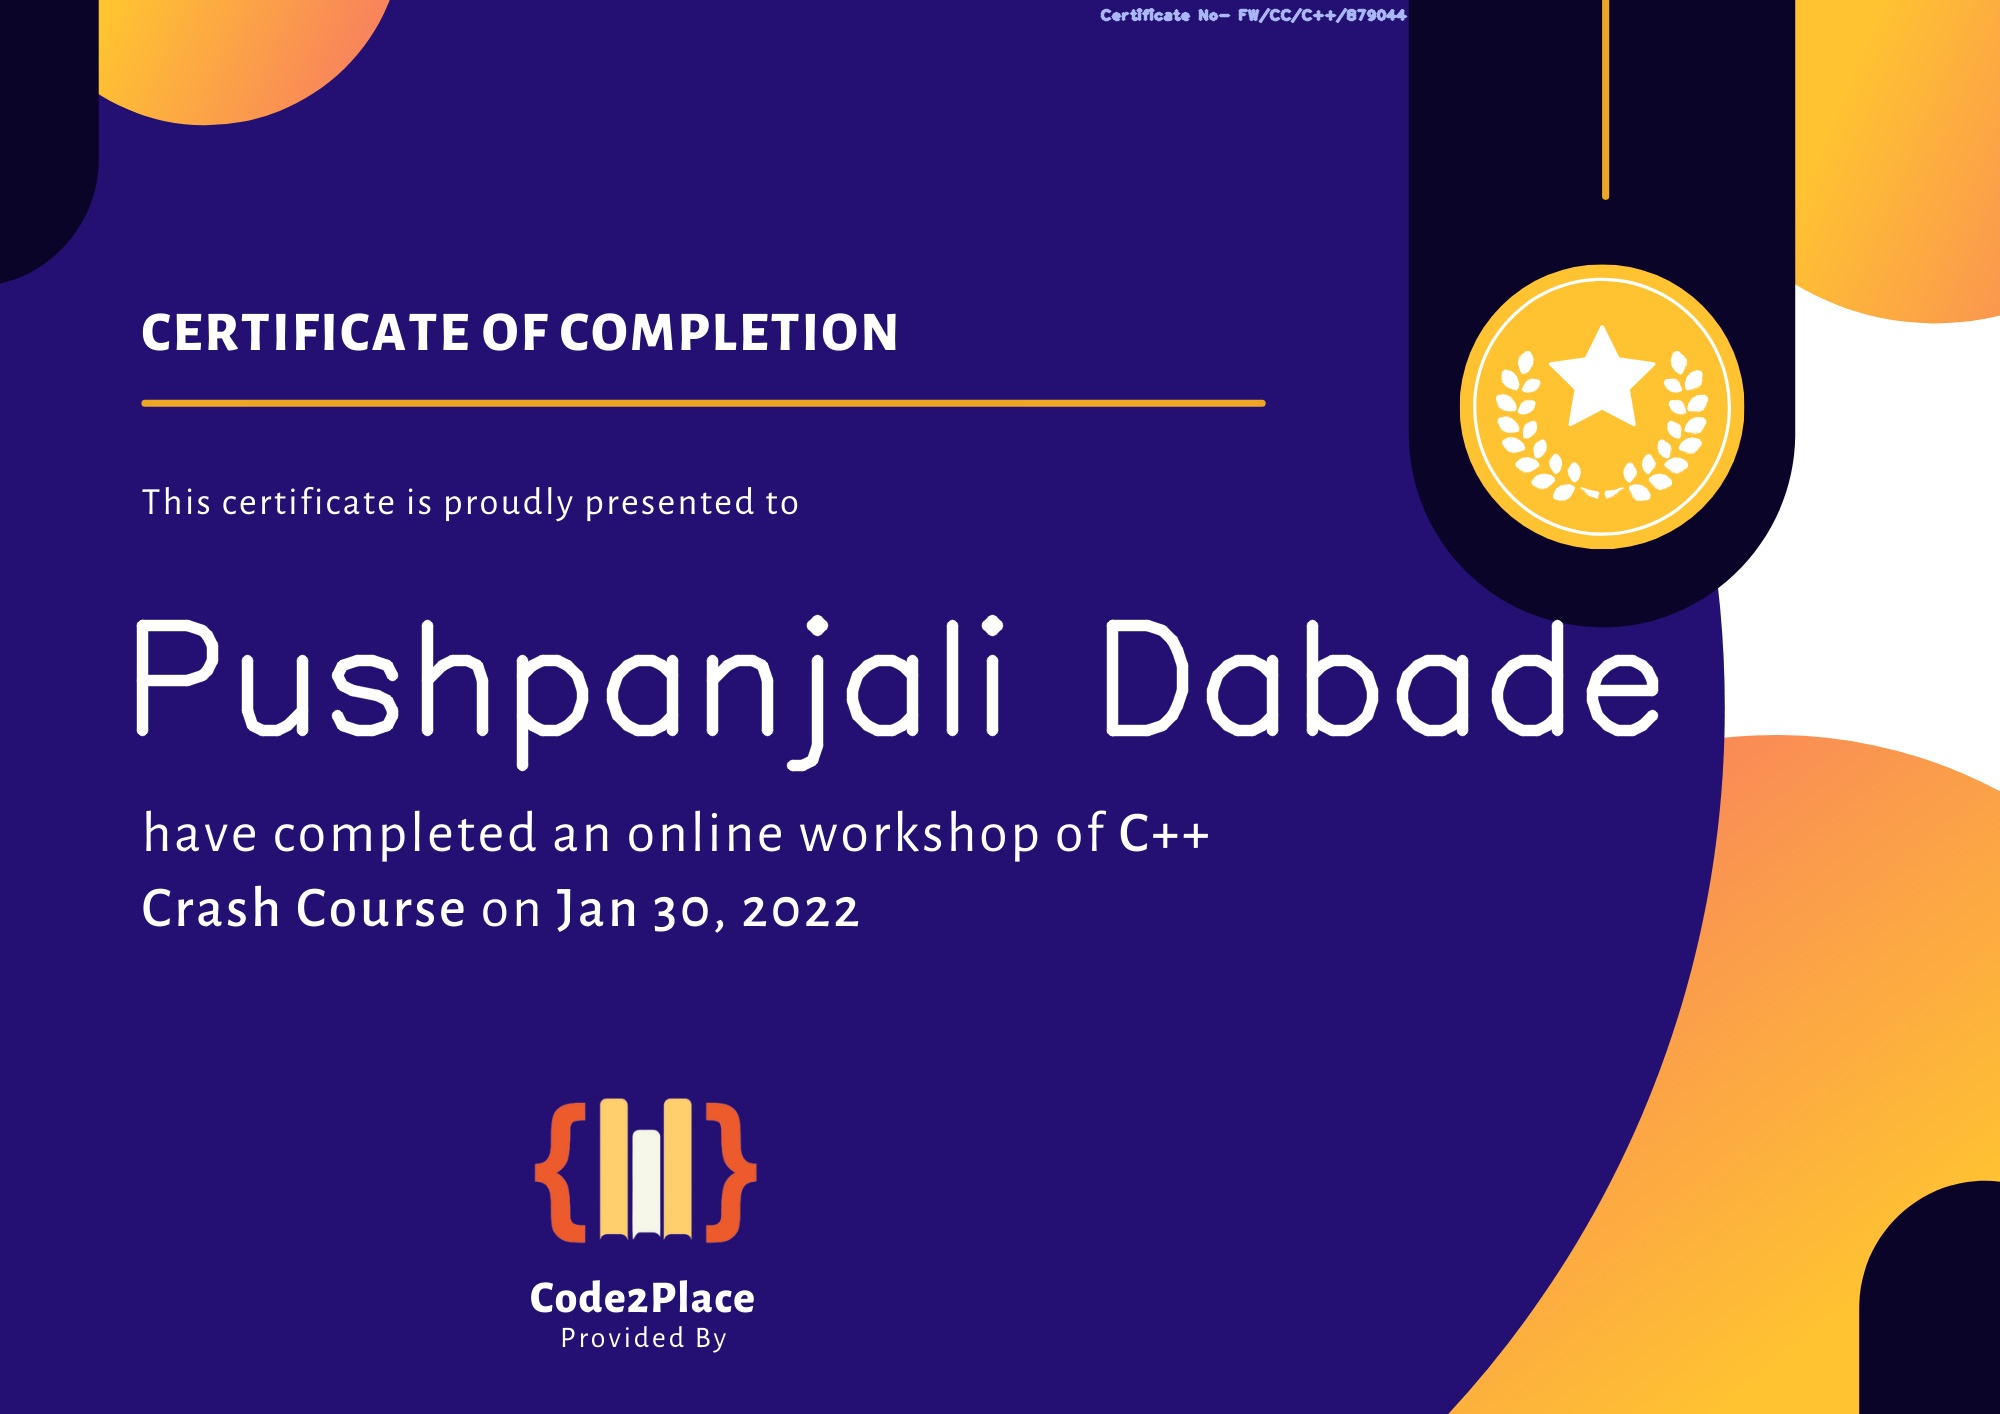 Certificate No- FW/CC/C++/879044
CERTIFICATE OF COMPLETION
This certificate is proudly presented to
Pushpanjali Dabade
have completed an online workshop of C++
Crash Course on Jan 30, 2022
Code2Place
Provided By